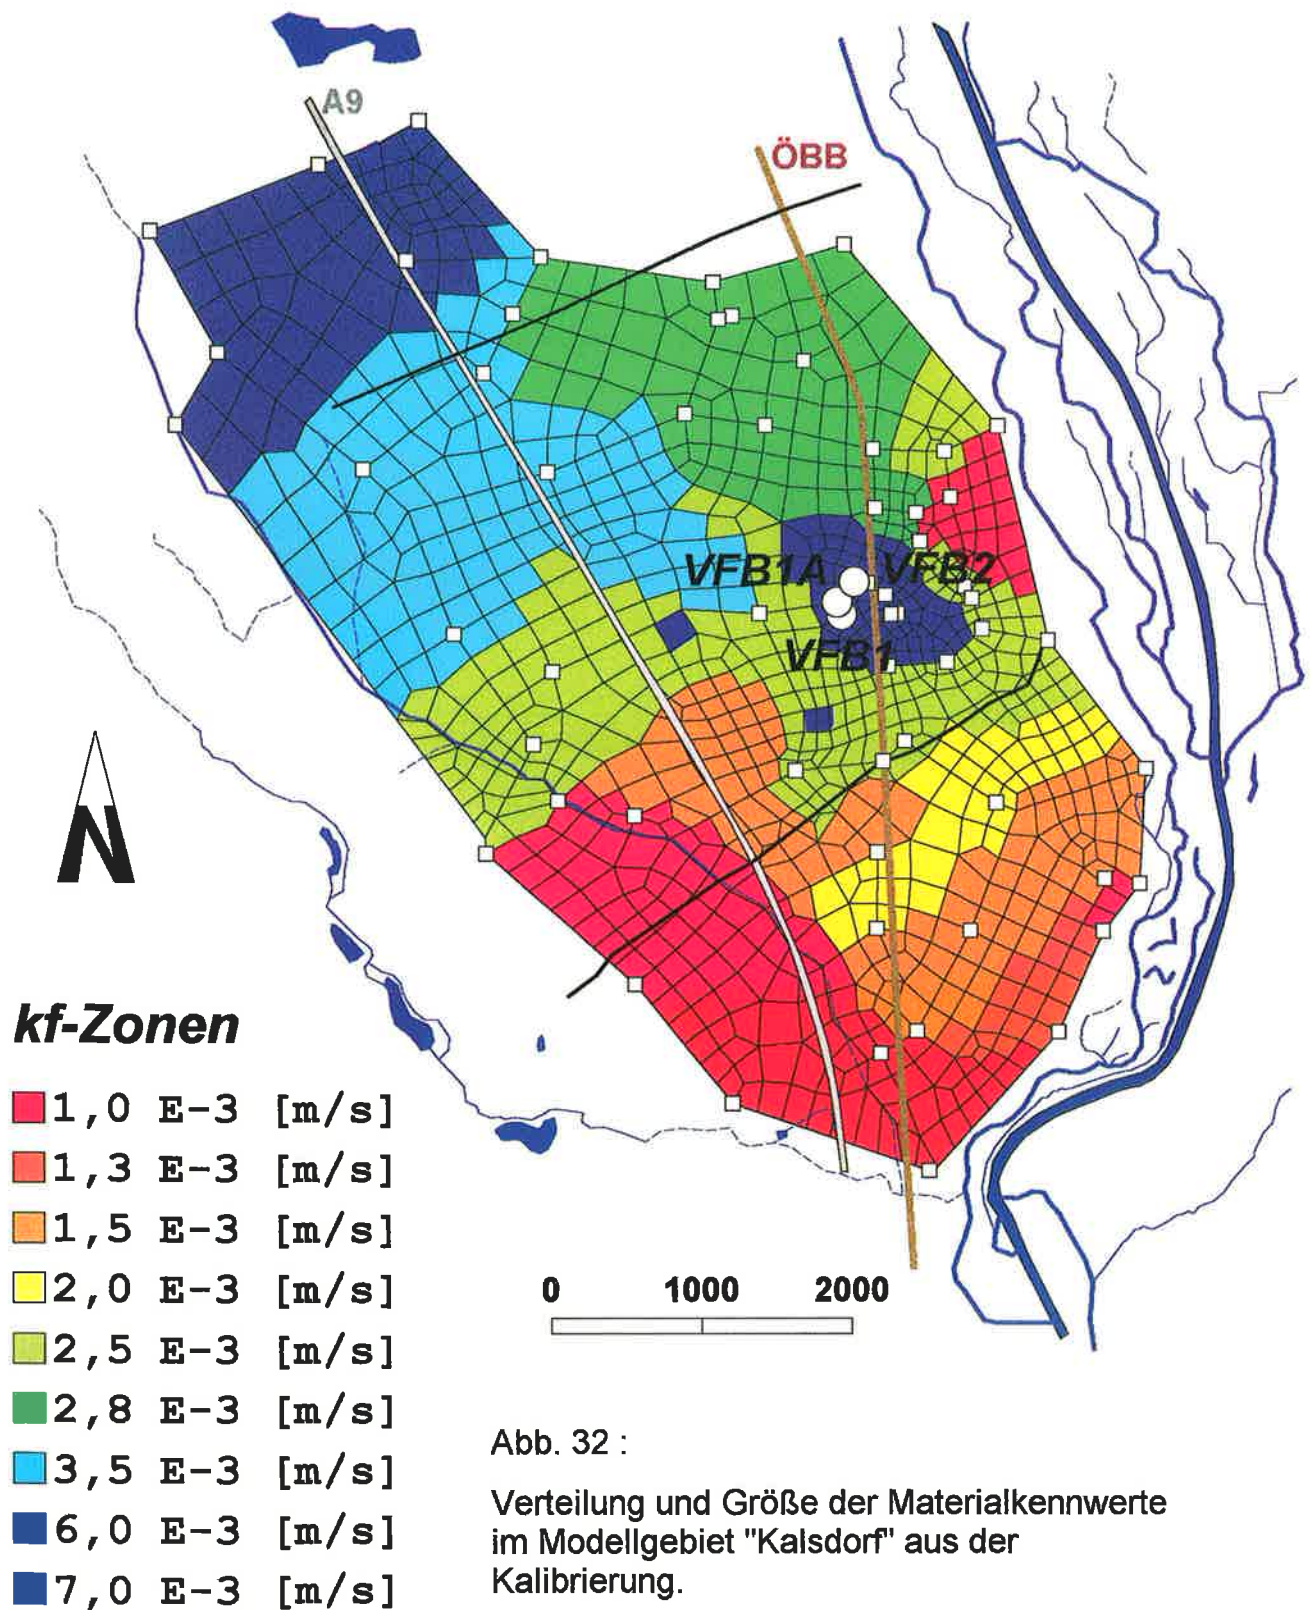 A9
ÖBB
VFB1A
VFB2
VFB1
N
kf-Zonen
1,0 E-3 [m/s]
1,3 E-3 [m/s]
1,5 E-3 [m/s]
2,0 E-3 [m/s]
2,5 E-3 [m/s]
2,8 E-3 [m/s]
3,5 E-3 [m/s]
6,0 E-3 [m/s]
7,0 E-3 [m/s]
0 1000 2000
Abb. 32 :
Verteilung und Größe der Materialkennwerte
im Modellgebiet "Kalsdorf" aus der
Kalibrierung.